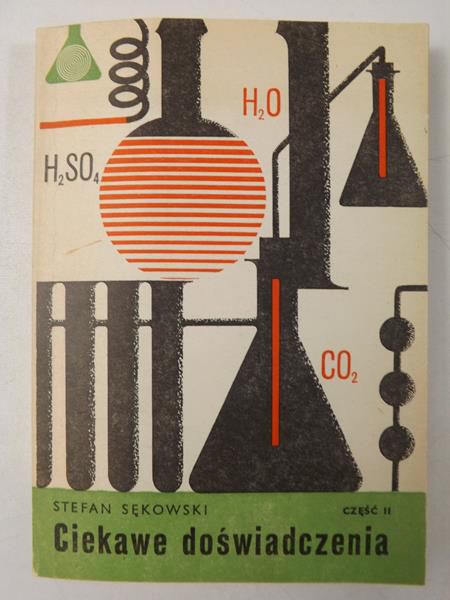 H₂O
H₂SO₄
CO₂
STEFAN SĘKOWSKI
CZĘŚĆ II
Ciekawe doświadczenia